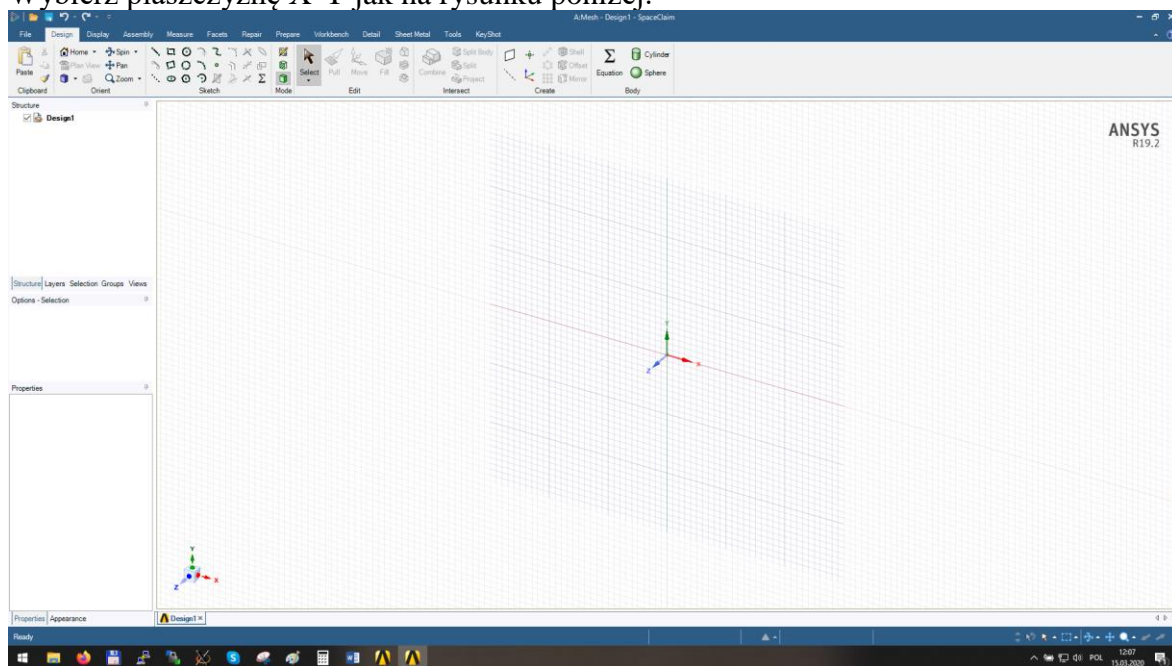 Wybierz płaszczyznę X-Y jak na rysunku poniżej:
A:Mesh - Design1 - SpaceClaim
File Design Display Assembly Measure Facets Repair Prepare Workbench Detail Sheet Metal Tools KeyShot
Home Spin Split Body Shell Cylinder
Plan View Pan Split Offset Sphere
Paste Zoom Select Pull Move Fill Combine Project Mirror Equation
Clipboard Orient Sketch Mode Edit Intersect Create Body
Structure
Design1
ANSYS
R19.2
Structure Layers Selection Groups Views
Options - Selection
Y
X
Z
Properties
Y
X
Z
Properties Appearance Design1
Ready
POL 12:07
15.03.2020